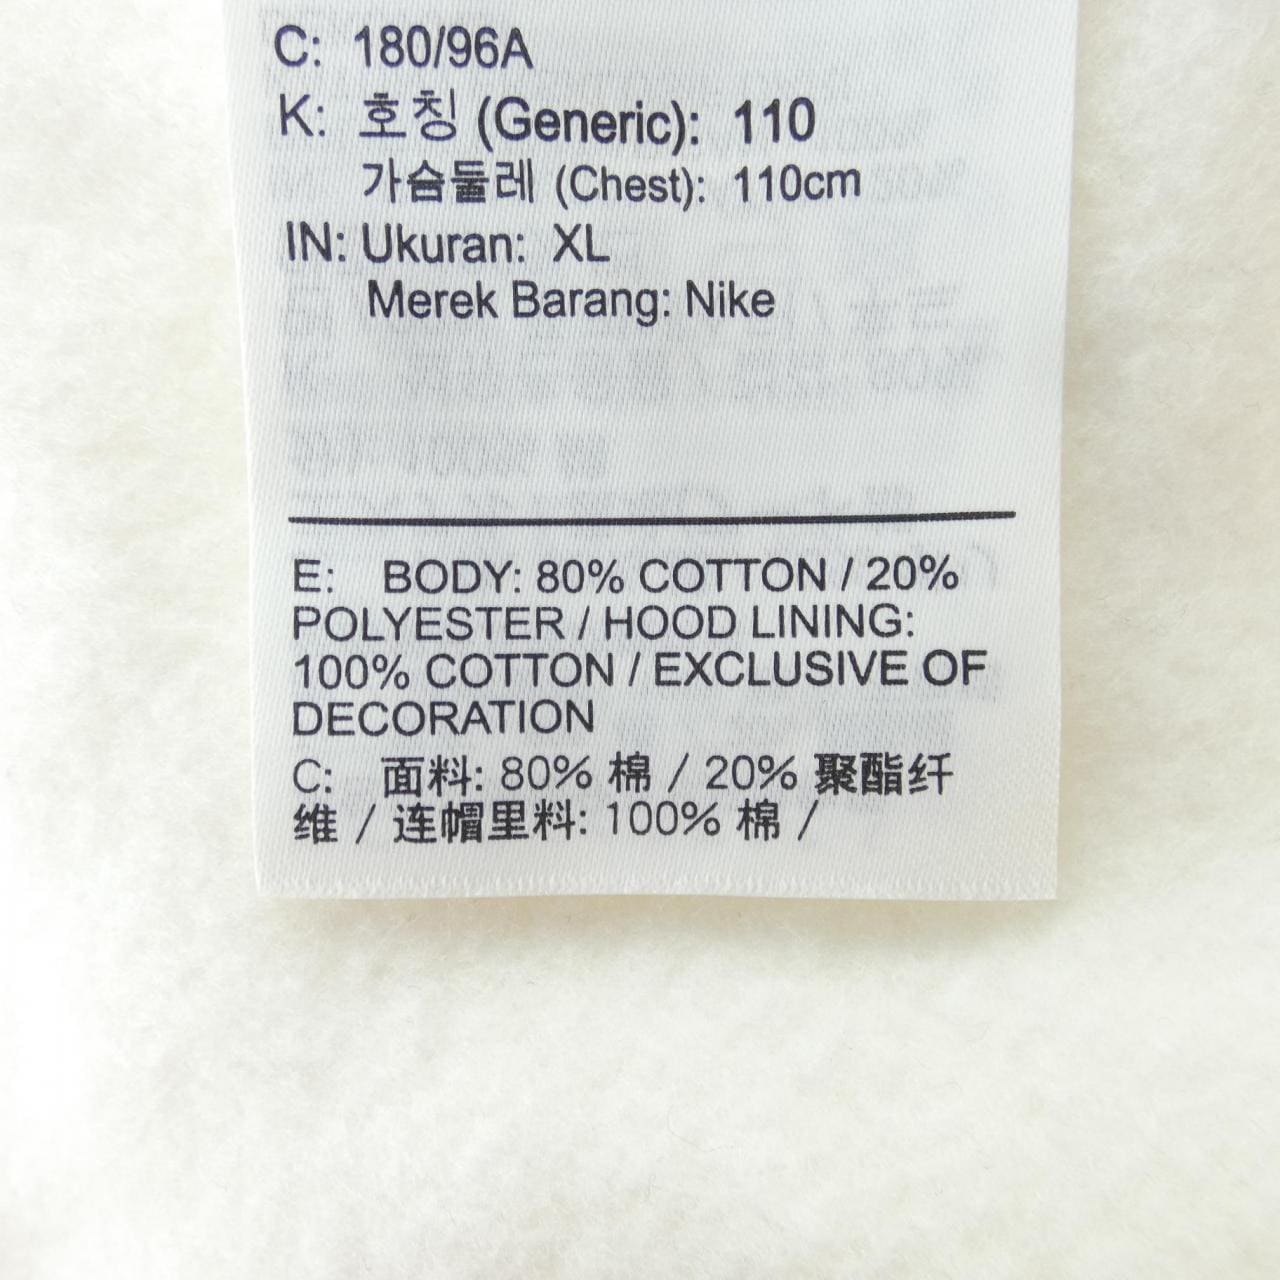 C: 180/96A
K: 호칭 (Generic): 110
가슴둘레 (Chest): 110cm
IN: Ukuran: XL
Merek Barang: Nike
E: BODY: 80% COTTON / 20%
POLYESTER / HOOD LINING:
100% COTTON / EXCLUSIVE OF
DECORATION
C: 面料: 80% 棉 / 20% 聚酯纤
维 / 连帽里料: 100% 棉 /